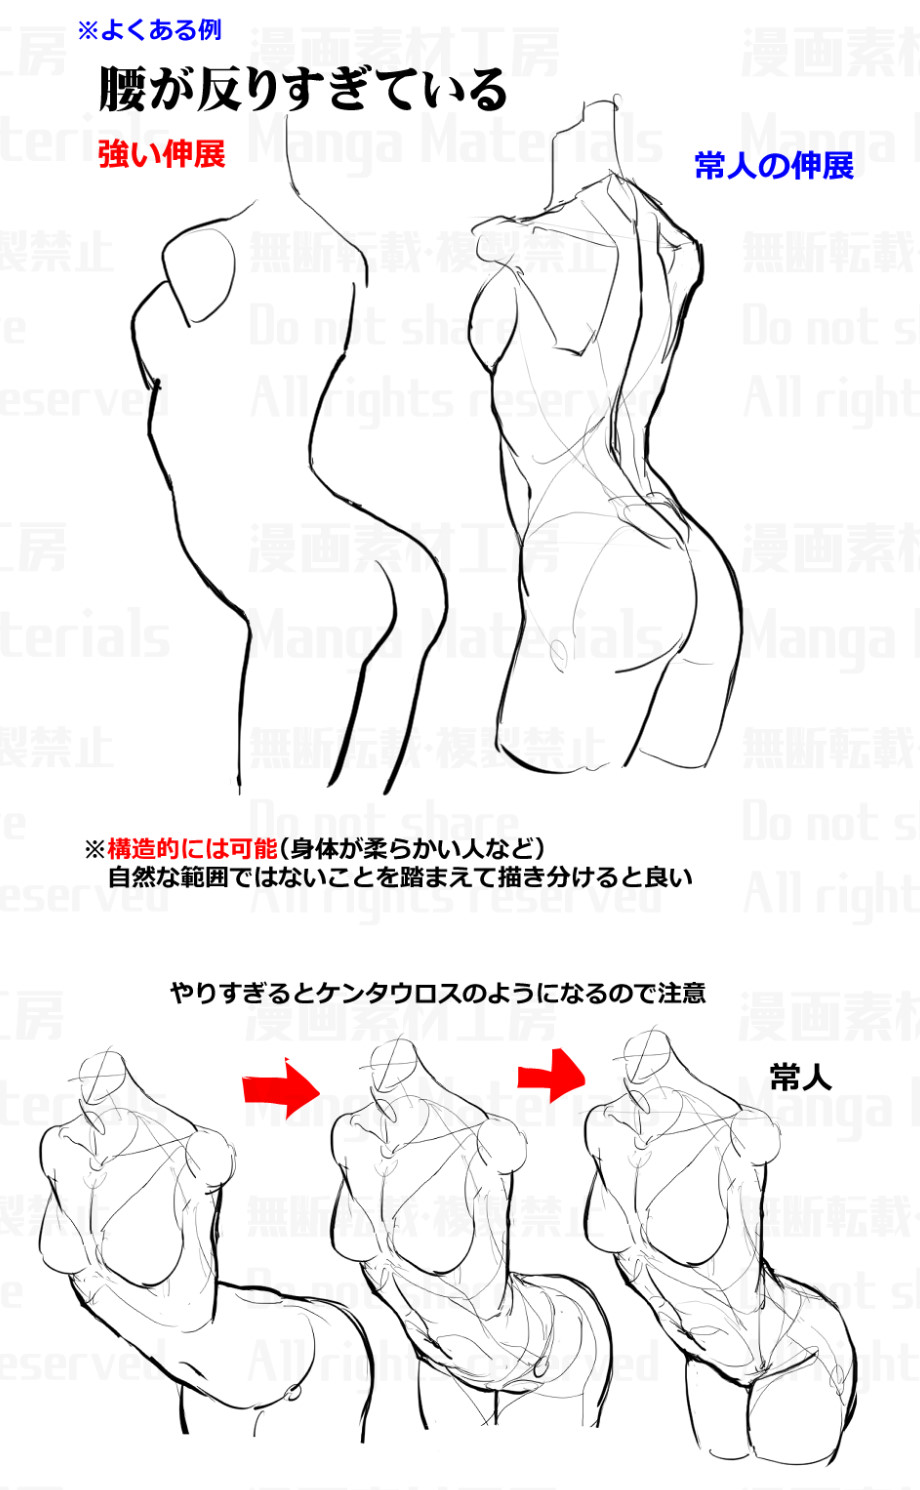 ※よくある例
腰が反りすぎている
強い伸展
常人の伸展
※構造的には可能(身体が柔らかい人など)
自然な範囲ではないことを踏まえて描き分けると良い
やりすぎるとケンタウロスのようになるので注意
常人
漫画素材工房
Manga Materials
無断転載・複製禁止
Do not share
All rights reserved